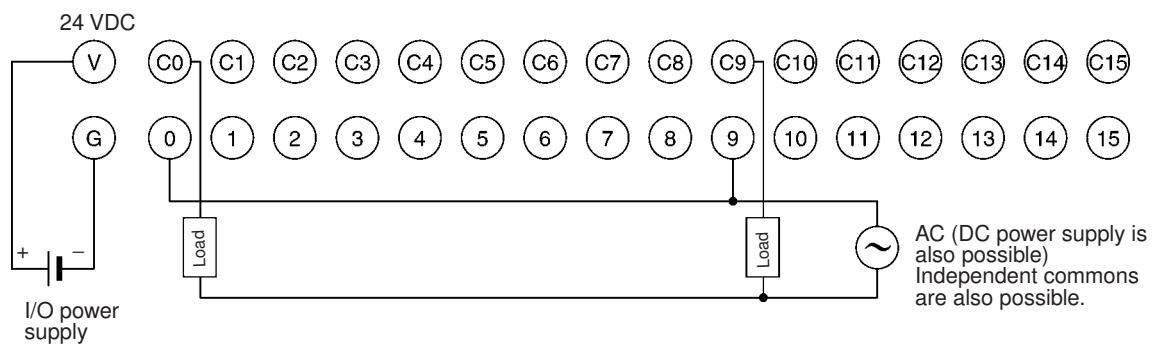 24 VDC
V C0 C1 C2 C3 C4 C5 C6 C7 C8 C9 C10 C11 C12 C13 C14 C15
G 0 1 2 3 4 5 6 7 8 9 10 11 12 13 14 15
+ −
Load
Load
~
AC (DC power supply is
also possible)
Independent commons
are also possible.
I/O power
supply